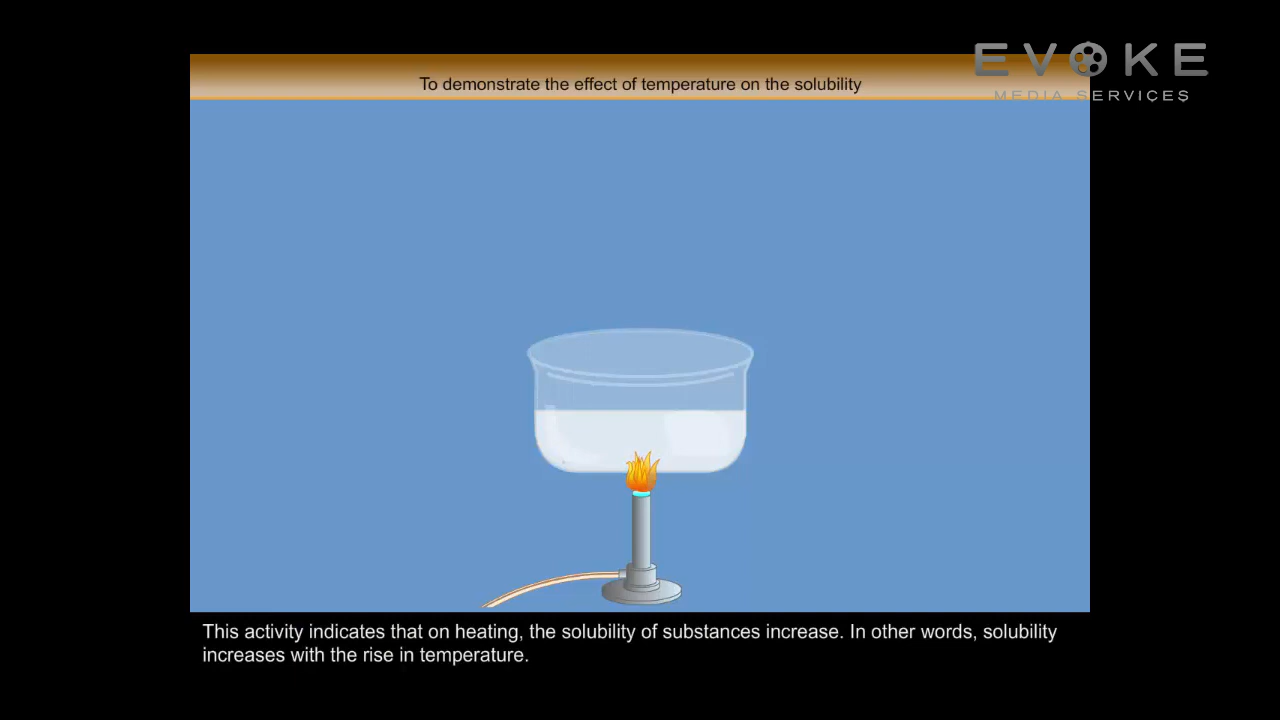 EVOKE
MEDIA SERVICES
To demonstrate the effect of temperature on the solubility
This activity indicates that on heating, the solubility of substances increase. In other words, solubility
increases with the rise in temperature.